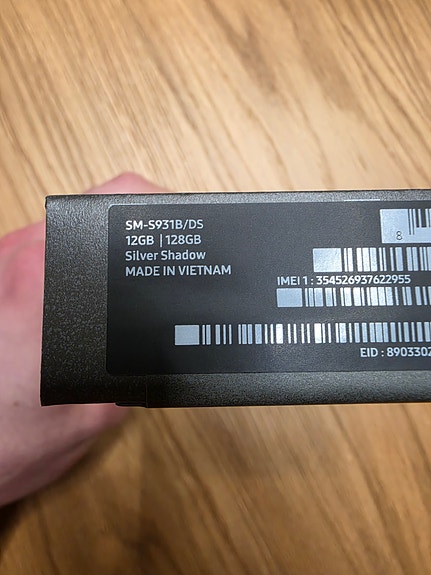 SM-S931B/DS
12GB | 128GB
Silver Shadow
MADE IN VIETNAM
8
IMEI 1 : 354526937622955
EID : 8903302